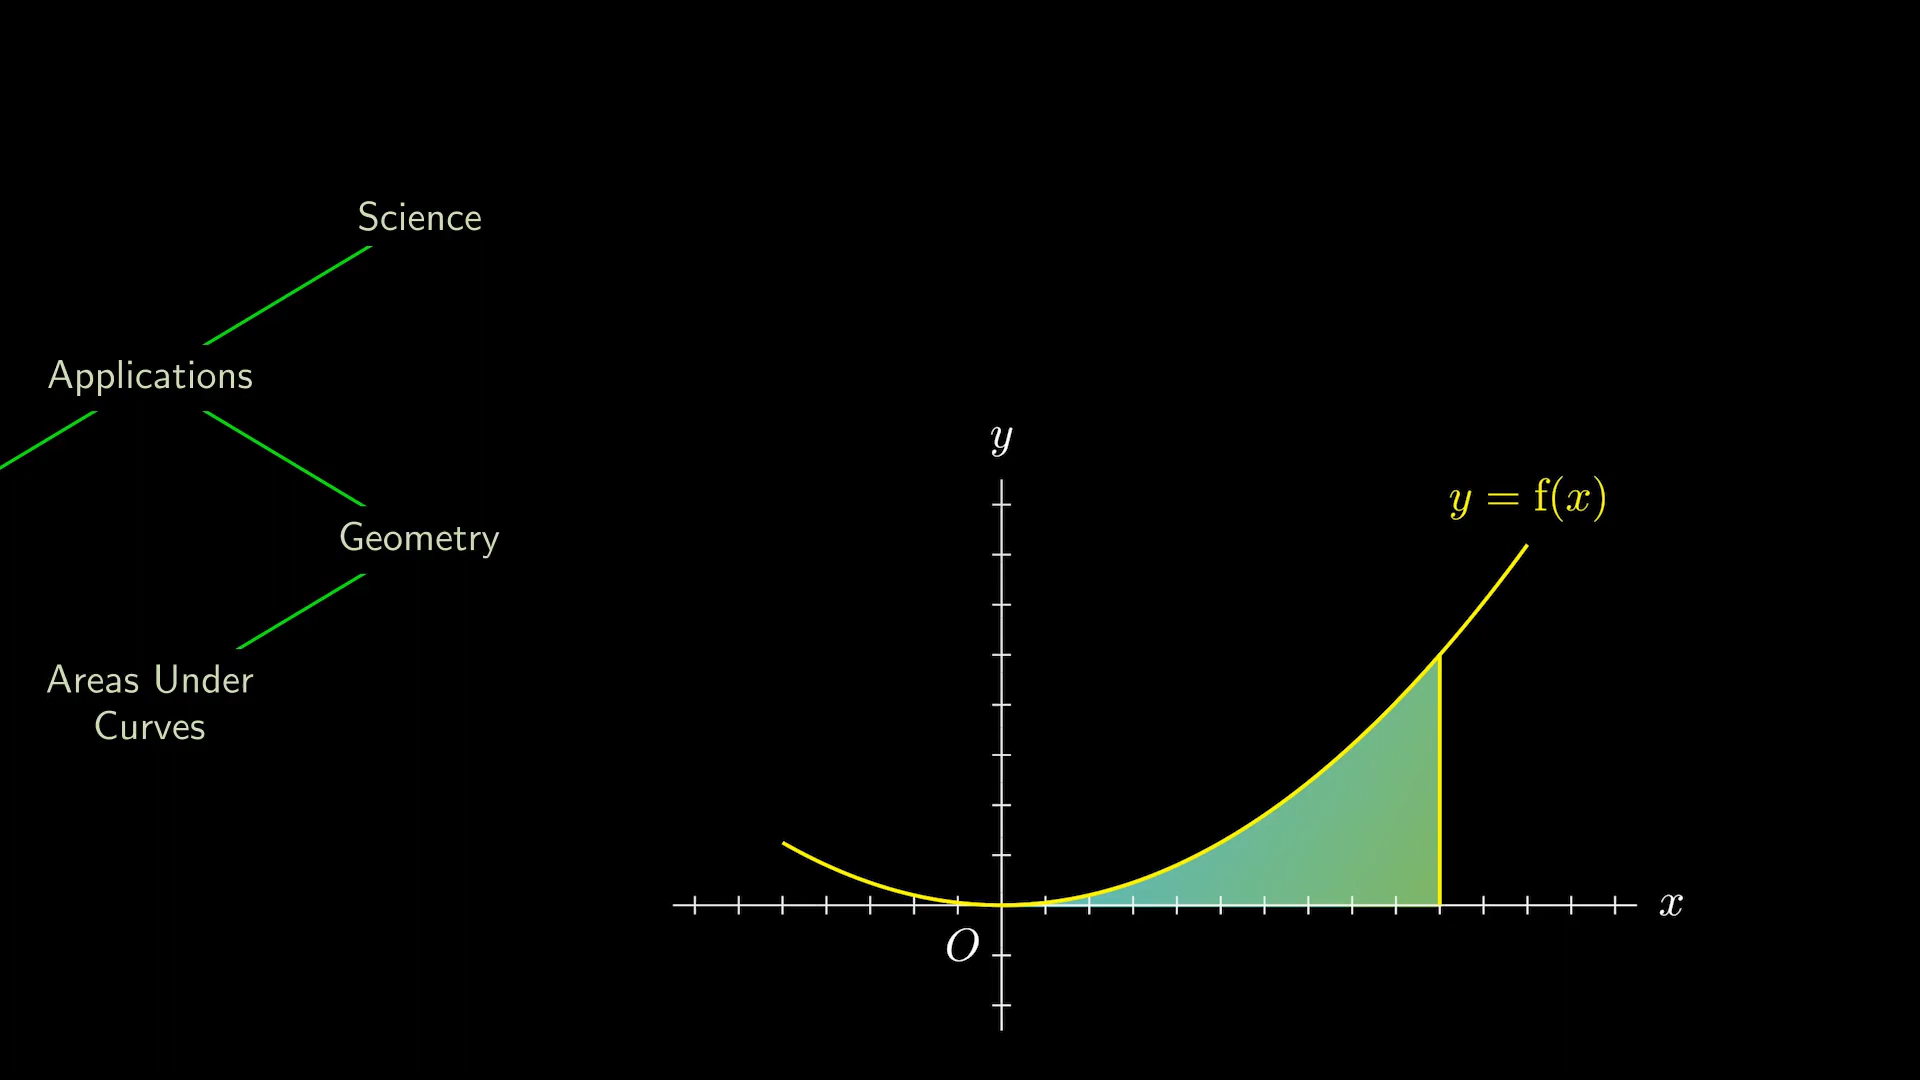 Science
Applications
Geometry
Areas Under
Curves
y
y = f(x)
x
O